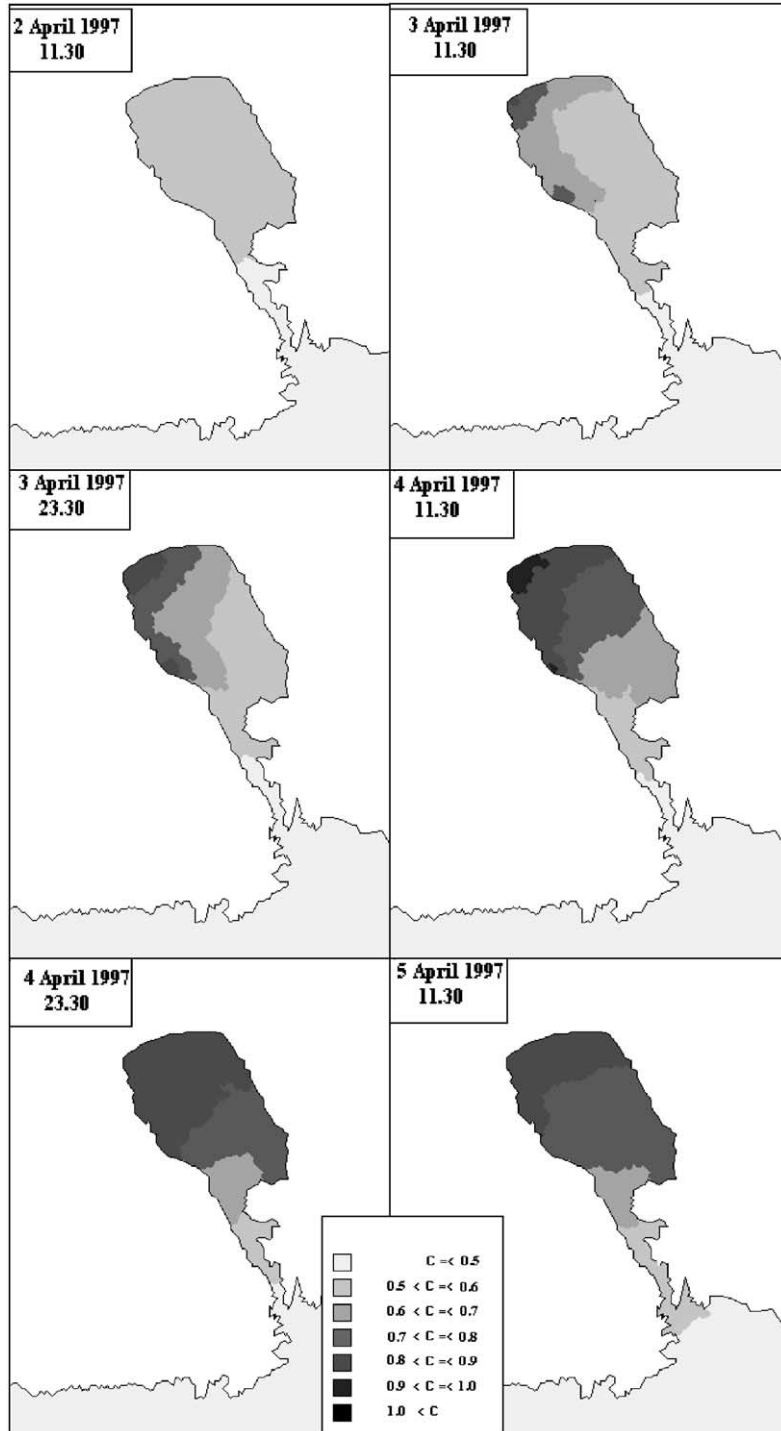 2 April 1997
11.30
3 April 1997
11.30
3 April 1997
23.30
4 April 1997
11.30
4 April 1997
23.30
5 April 1997
11.30
C =< 0.5
0.5 < C =< 0.6
0.6 < C =< 0.7
0.7 < C =< 0.8
0.8 < C =< 0.9
0.9 < C =< 1.0
1.0 < C